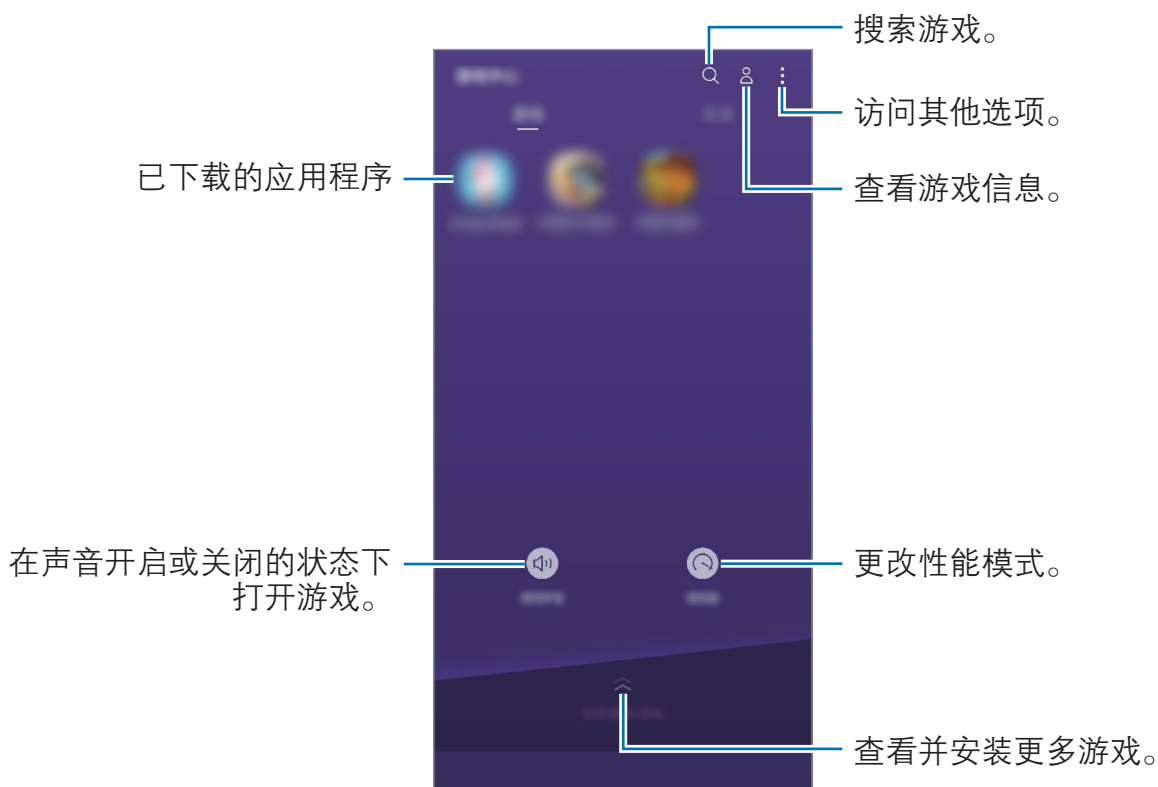 搜索游戏。
访问其他选项。
已下载的应用程序
查看游戏信息。
在声音开启或关闭的状态下
打开游戏。
更改性能模式。
查看并安装更多游戏。